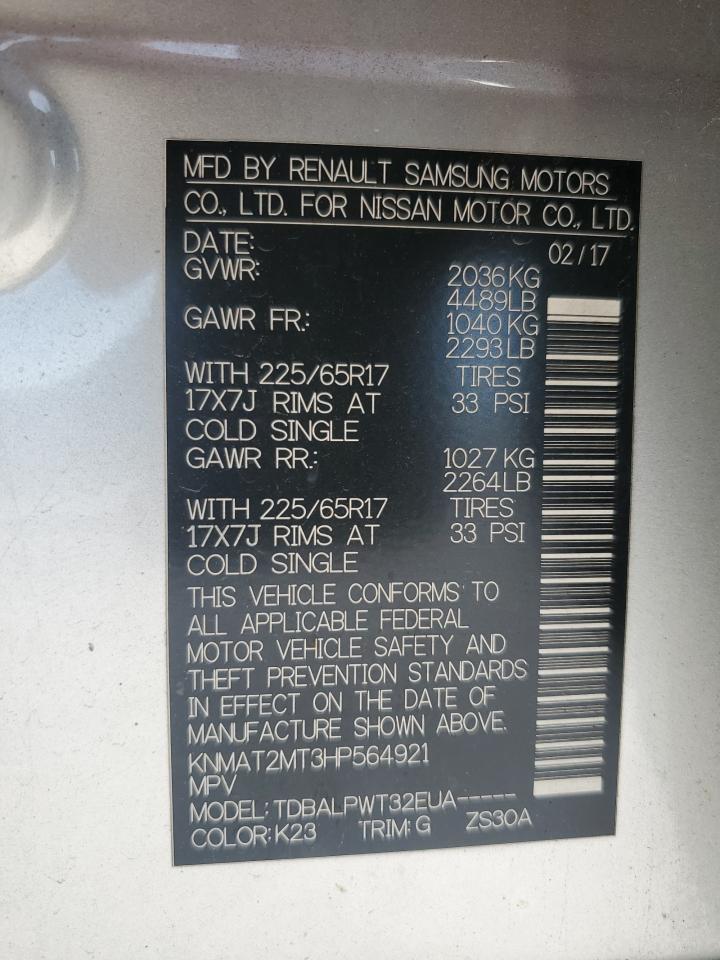 MFD BY RENAULT SAMSUNG MOTORS
CO., LTD. FOR NISSAN MOTOR CO., LTD.
DATE: 02/17
GVWR: 2036KG
4489LB
GAWR FR.: 1040KG
2293LB
WITH 225/65R17 TIRES
17X7J RIMS AT 33 PSI
COLD SINGLE
GAWR RR.: 1027KG
2264LB
WITH 225/65R17 TIRES
17X7J RIMS AT 33 PSI
COLD SINGLE
THIS VEHICLE CONFORMS TO
ALL APPLICABLE FEDERAL
MOTOR VEHICLE SAFETY AND
THEFT PREVENTION STANDARDS
IN EFFECT ON THE DATE OF
MANUFACTURE SHOWN ABOVE.
KNMAT2MT3HP564921
MPV
MODEL:TDBALPWT32EUA-----
COLOR:K23 TRIM:G ZS30A